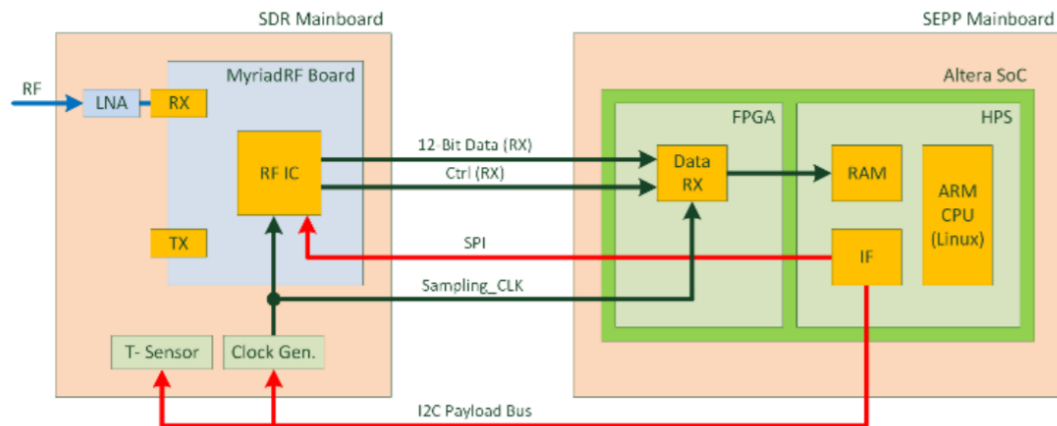 SDR Mainboard
SEPP Mainboard
MyriadRF Board
Altera SoC
RF
LNA
RX
FPGA
HPS
12-Bit Data (RX)
Ctrl (RX)
RF IC
Data
RX
RAM
ARM
CPU
(Linux)
TX
SPI
IF
Sampling_CLK
T- Sensor
Clock Gen.
I2C Payload Bus